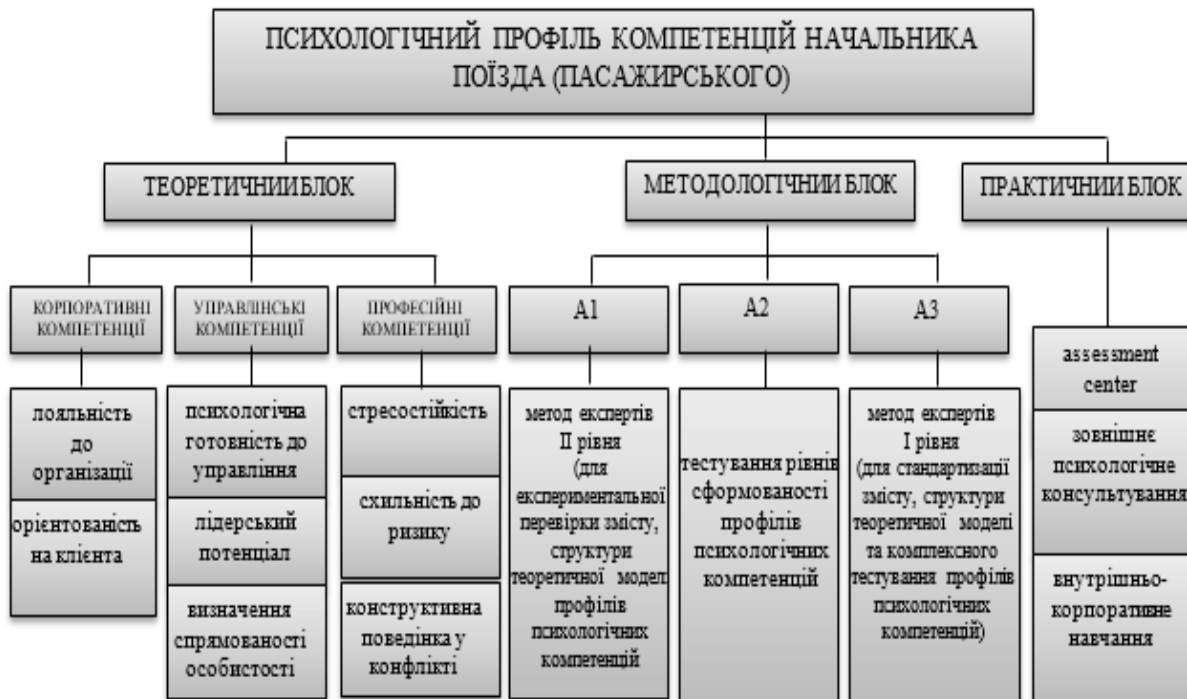 ПСИХОЛОГІЧНИЙ ПРОФІЛЬ КОМПЕТЕНЦІЙ НАЧАЛЬНИКА
ПОЇЗДА (ПАСАЖИРСЬКОГО)
ТЕОРЕТИЧНИЙ БЛОК
МЕТОДОЛОГІЧНИЙ БЛОК
ПРАКТИЧНИЙ БЛОК
КОРПОРАТИВНІ
КОМПЕТЕНЦІЇ
УПРАВЛІНСЬКІ
КОМПЕТЕНЦІЇ
ПРОФЕСІЙНІ
КОМПЕТЕНЦІЇ
А1
А2
А3
лояльність
до
організації
орієнтованість
на клієнта
психологічна
готовність до
управління
лідерський
потенціал
визначення
спрямованості
особистості
стресостійкість
схильність до
ризику
конструктивна
поведінка у
конфлікті
метод експертів
ІІ рівня
(для
експериментальної
перевірки змісту,
структури
теоретичної моделі
профілів
психологічних
компетенцій
тестування рівнів
сформованості
профілів
психологічних
компетенцій
метод експертів
І рівня
(для стандартизації
змісту, структури
теоретичної моделі
та комплексного
тестування профілів
психологічних
компетенцій)
assessment
center
зовнішнє
психологічне
консультування
внутрішньо-
корпоративне
навчання